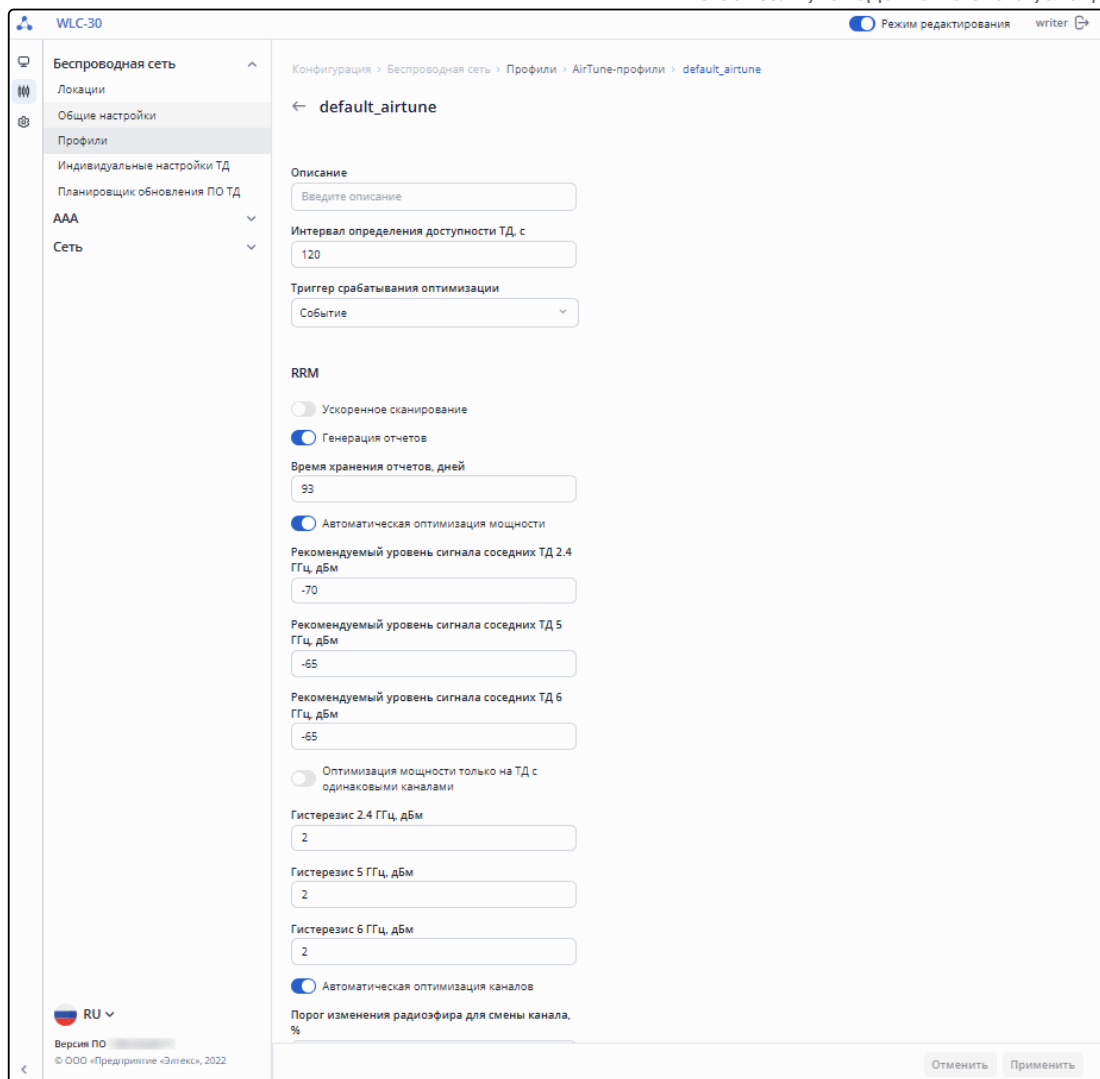 WLC-30
Режим редактирования
writer
Беспроводная сеть
Локации
Общие настройки
Профили
Индивидуальные настройки ТД
Планировщик обновления ПО ТД
AAA
Сеть
Конфигурация › Беспроводная сеть › Профили › AirTune-профили › default_airtune
← default_airtune
Описание
Введите описание
Интервал определения доступности ТД, с
120
Триггер срабатывания оптимизации
Событие
RRM
Ускоренное сканирование
Генерация отчетов
Время хранения отчетов, дней
93
Автоматическая оптимизация мощности
Рекомендуемый уровень сигнала соседних ТД 2.4
ГГц, дБм
-70
Рекомендуемый уровень сигнала соседних ТД 5
ГГц, дБм
-65
Рекомендуемый уровень сигнала соседних ТД 6
ГГц, дБм
-65
Оптимизация мощности только на ТД с
одинаковыми каналами
Гистерезис 2.4 ГГц, дБм
2
Гистерезис 5 ГГц, дБм
2
Гистерезис 6 ГГц, дБм
2
Автоматическая оптимизация каналов
Порог изменения радиоэфира для смены канала,
%
RU
Версия ПО
© ООО «Предприятие «Элтекс», 2022
Отменить
Применить